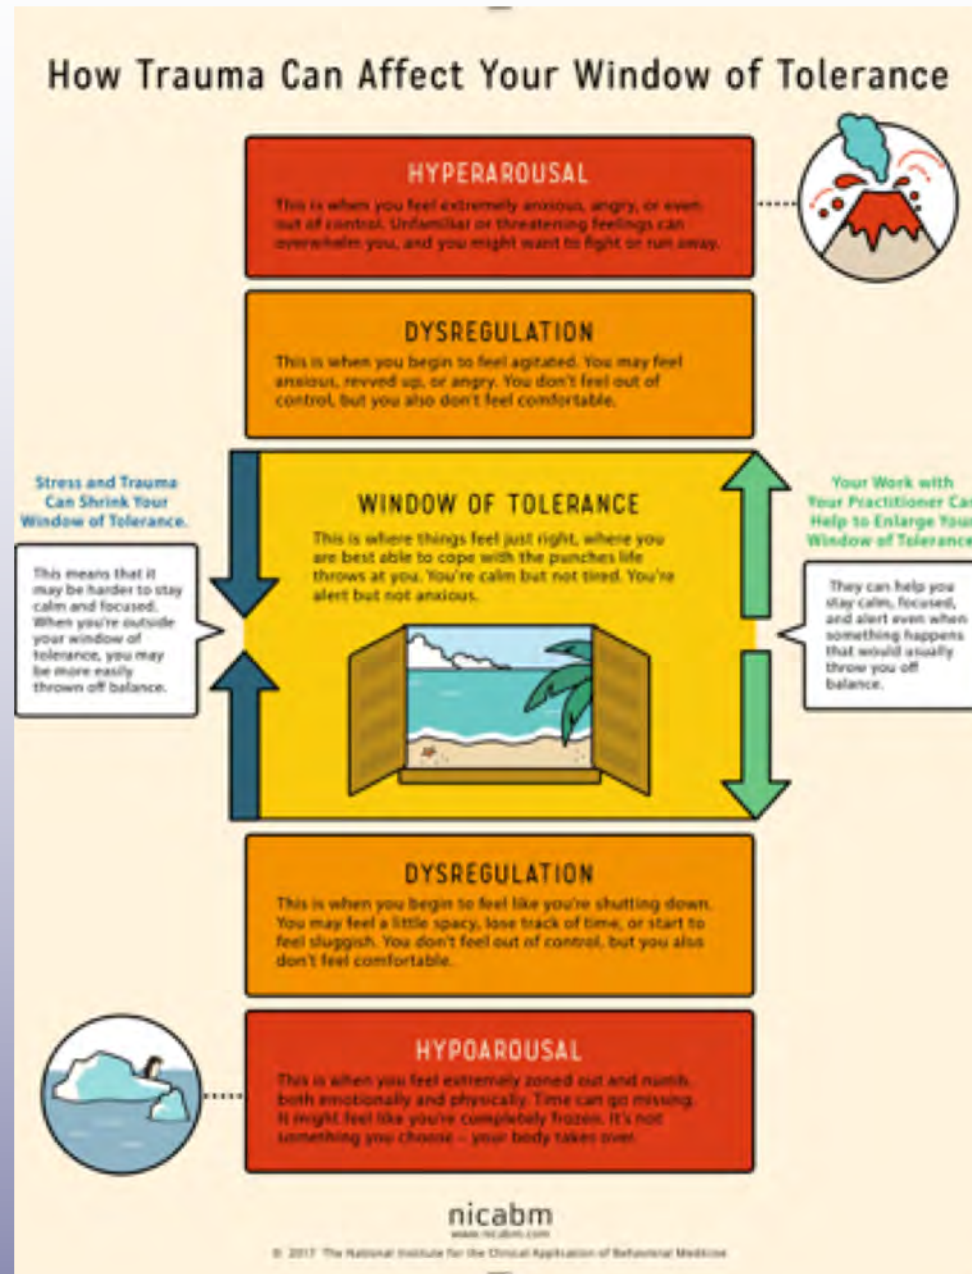 How Trauma Can Affect Your Window of Tolerance
HYPERAROUSAL
This is when you feel extremely anxious, angry, or even
out of control. Unfamiliar or threatening feelings can
overwhelm you, and you might want to fight or run away.
DYSREGULATION
This is when you begin to feel agitated. You may feel
anxious, revved up, or angry. You don't feel out of
control, but you also don't feel comfortable.
Stress and Trauma
Can Shrink Your
Window of Tolerance.
This means that it
may be harder to stay
calm and focused.
When you're outside
your window of
tolerance, you may
be more easily
thrown off balance.
WINDOW OF TOLERANCE
This is where things feel just right, where you
are best able to cope with the punches life
throws at you. You're calm but not tired. You're
alert but not anxious.
Your Work with
Your Practitioner Can
Help to Enlarge Your
Window of Tolerance
They can help you
stay calm, focused,
and alert even when
something happens
that would usually
throw you off
balance.
DYSREGULATION
This is when you begin to feel like you're shutting down.
You may feel a little spacy, lose track of time, or start to
feel sluggish. You don't feel out of control, but you also
don't feel comfortable.
HYPOAROUSAL
This is when you feel extremely zoned out and numb,
both emotionally and physically. Time can go missing.
It might feel like you're completely frozen. It's not
something you choose – your body takes over.
nicabm
www.nicabm.com
© 2017 The National Institute for the Clinical Application of Behavioral Medicine